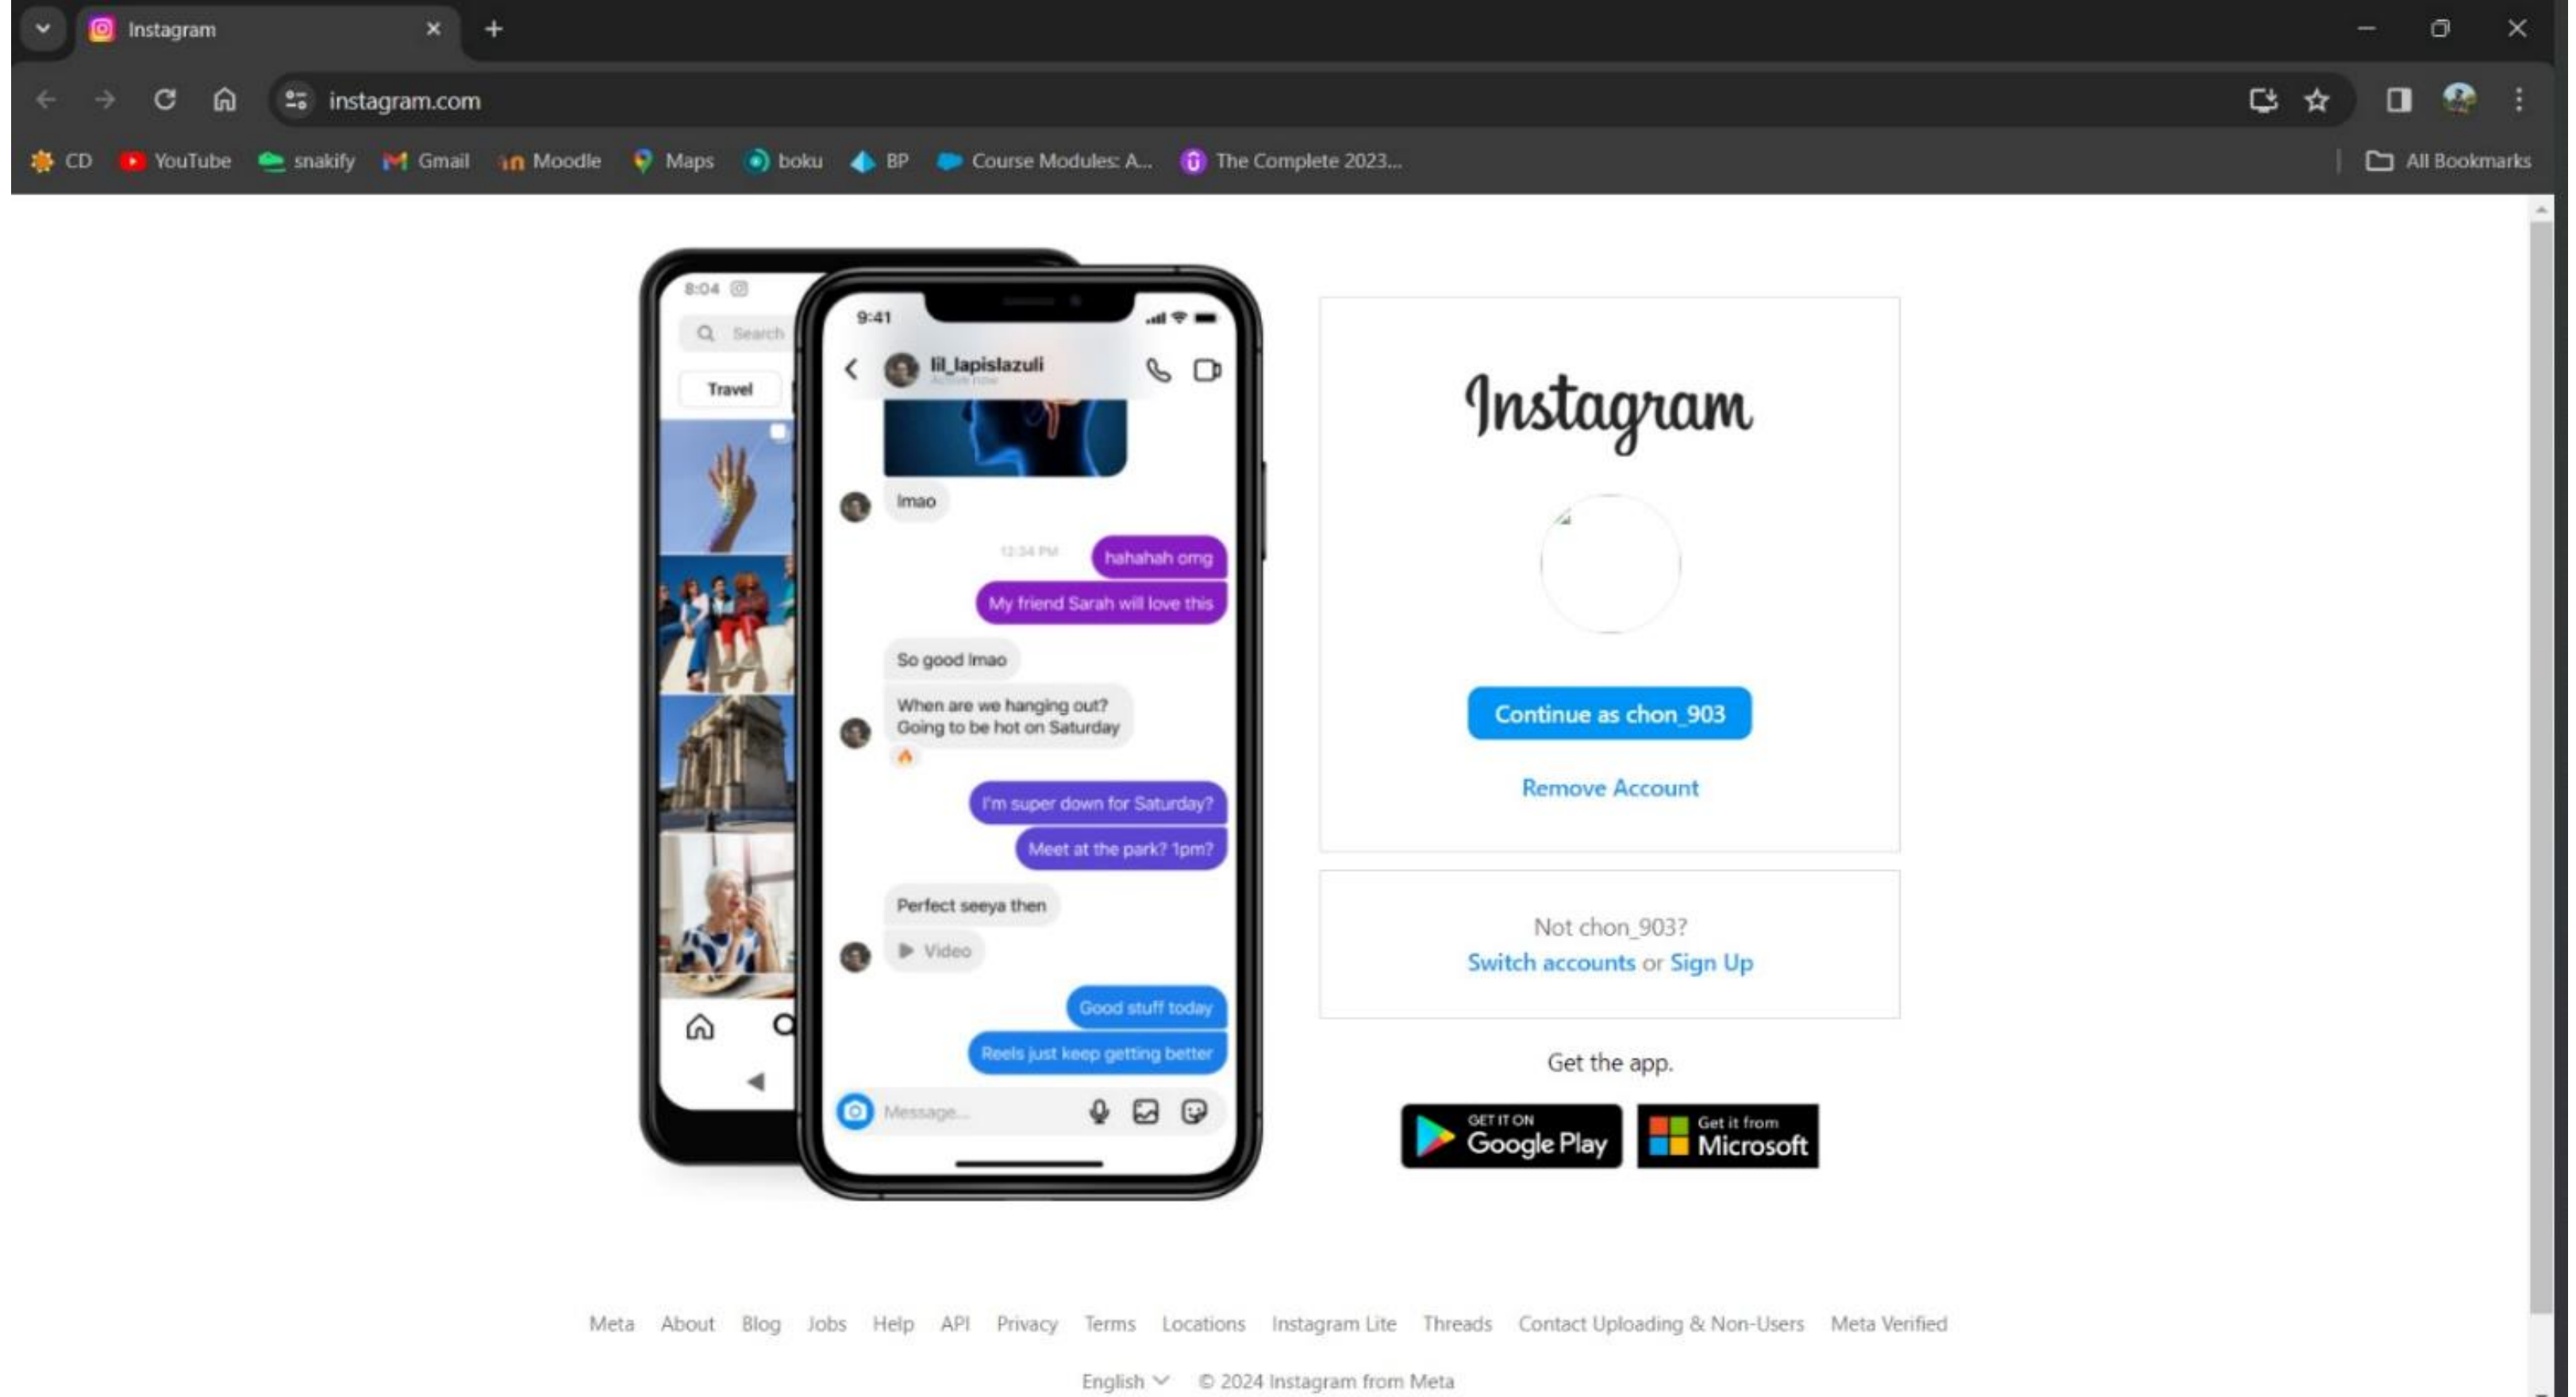 Instagram
instagram.com
CD YouTube snakify Gmail Moodle Maps boku BP Course Modules: A... The Complete 2023... All Bookmarks
8:04
Search
Travel
9:41
lil_lapislazuli
Active now
lmao
12:34 PM
hahahah omg
My friend Sarah will love this
So good lmao
When are we hanging out?
Going to be hot on Saturday
I'm super down for Saturday?
Meet at the park? 1pm?
Perfect seeya then
Video
Good stuff today
Reels just keep getting better
Message...
Instagram
Continue as chon_903
Remove Account
Not chon_903?
Switch accounts or Sign Up
Get the app.
GET IT ON
Google Play
Get it from
Microsoft
Meta About Blog Jobs Help API Privacy Terms Locations Instagram Lite Threads Contact Uploading & Non-Users Meta Verified
English © 2024 Instagram from Meta